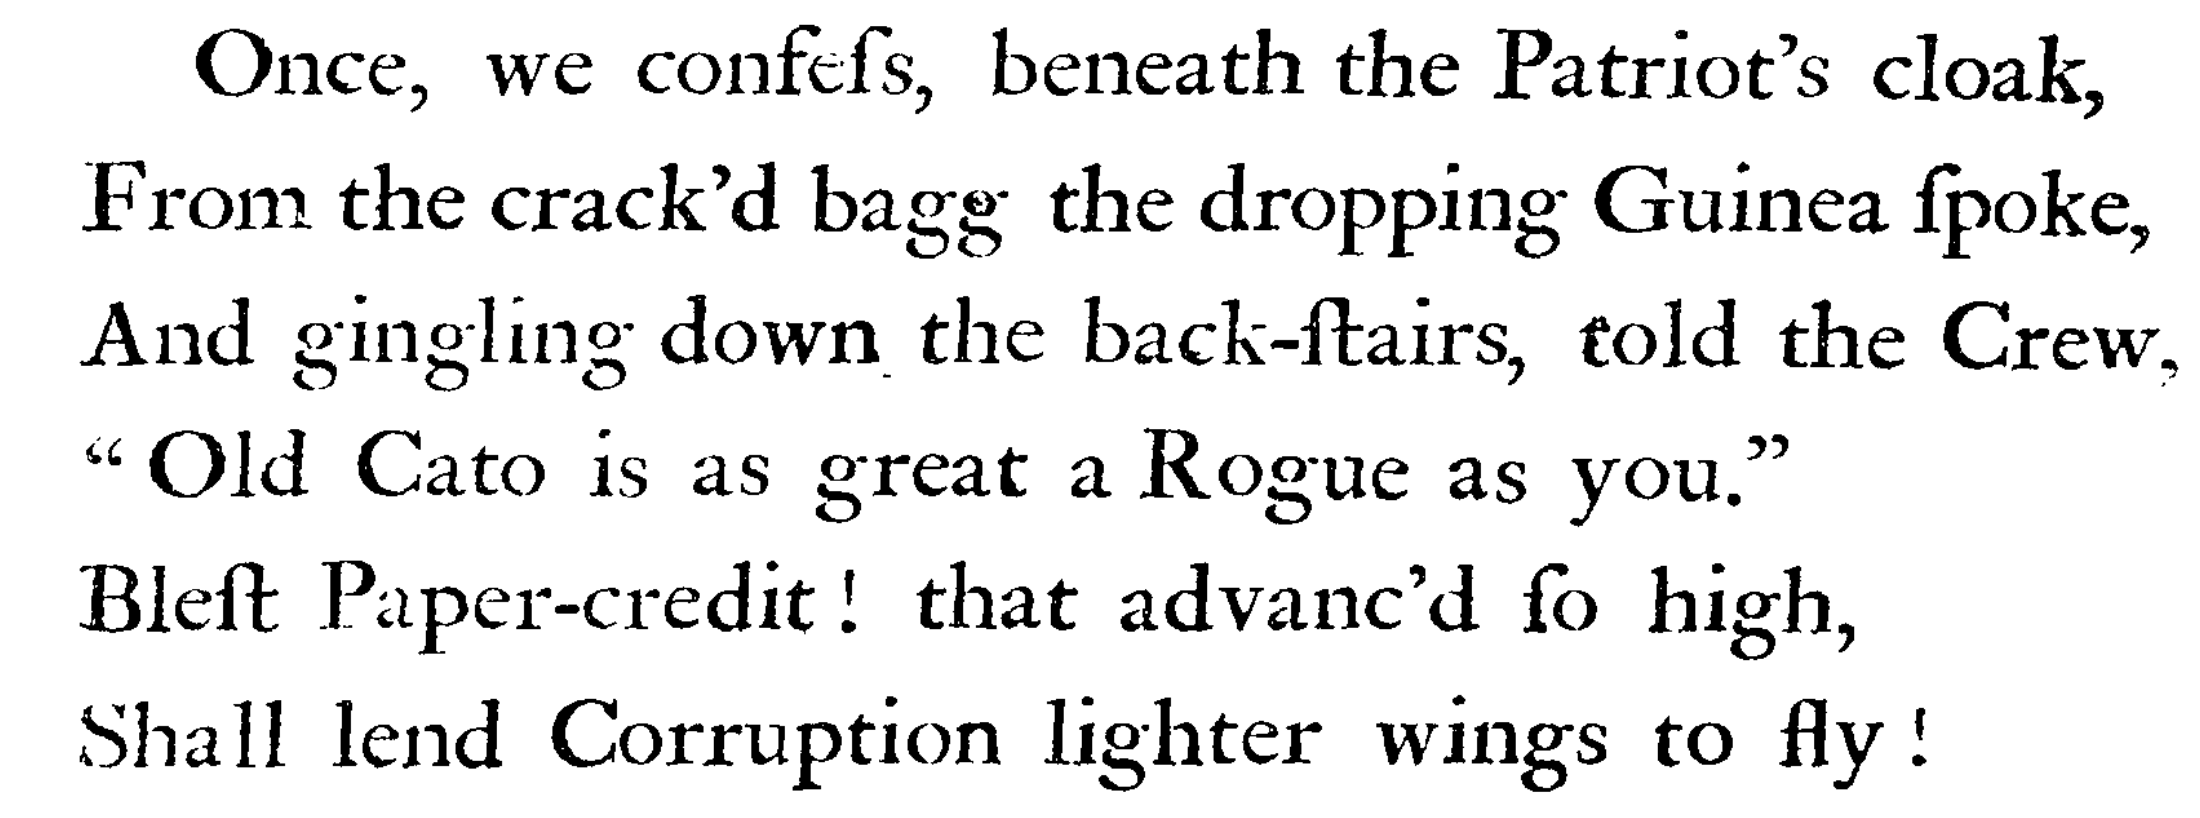 Once, we confeſs, beneath the Patriot’s cloak,
From the crack’d bagg the dropping Guinea ſpoke,
And gingling down the back-ſtairs, told the Crew,
“ Old Cato is as great a Rogue as you.”
Bleſt Paper-credit ! that advanc’d ſo high,
Shall lend Corruption lighter wings to fly !